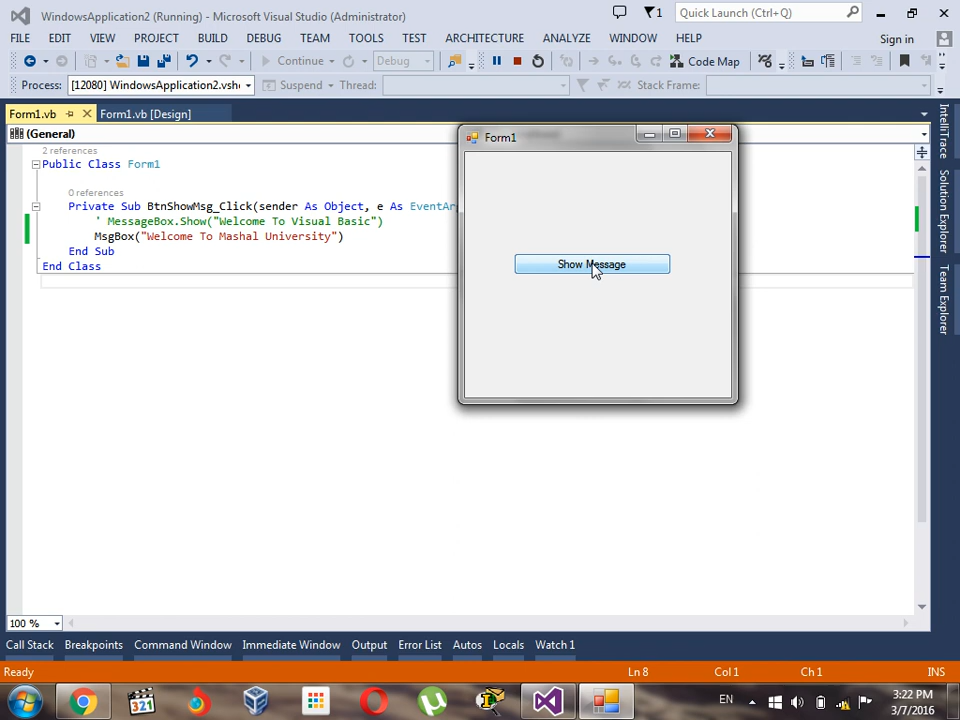 WindowsApplication2 (Running) - Microsoft Visual Studio (Administrator)
1
Quick Launch (Ctrl+Q)
FILE EDIT VIEW PROJECT BUILD DEBUG TEAM TOOLS TEST ARCHITECTURE ANALYZE WINDOW HELP
Sign in
Continue Debug Code Map
Process: [12080] WindowsApplication2.vshc Suspend Thread: Stack Frame:
Form1.vb Form1.vb [Design]
(General)
2 references
Public Class Form1
0 references
Private Sub BtnShowMsg_Click(sender As Object, e As EventAr
' MessageBox.Show("Welcome To Visual Basic")
MsgBox("Welcome To Mashal University")
End Sub
End Class
Form1
Show Message
IntelliTrace
Solution Explorer
Team Explorer
100 %
Call Stack Breakpoints Command Window Immediate Window Output Error List Autos Locals Watch 1
Ready Ln 8 Col 1 Ch 1 INS
321
EN
3:22 PM
3/7/2016